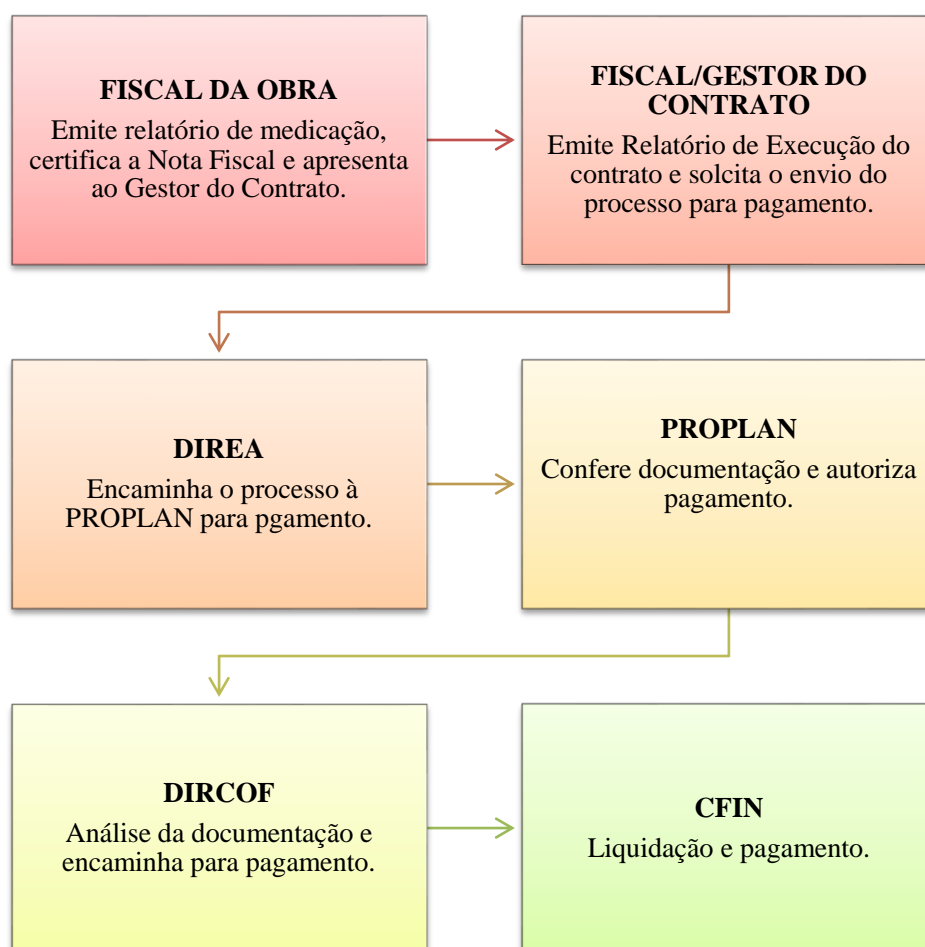 FISCAL DA OBRA
Emite relatório de medicação,
certifica a Nota Fiscal e apresenta
ao Gestor do Contrato.
FISCAL/GESTOR DO
CONTRATO
Emite Relatório de Execução do
contrato e solcita o envio do
processo para pagamento.
DIREA
Encaminha o processo à
PROPLAN para pgamento.
PROPLAN
Confere documentação e autoriza
pagamento.
DIRCOF
Análise da documentação e
encaminha para pagamento.
CFIN
Liquidação e pagamento.